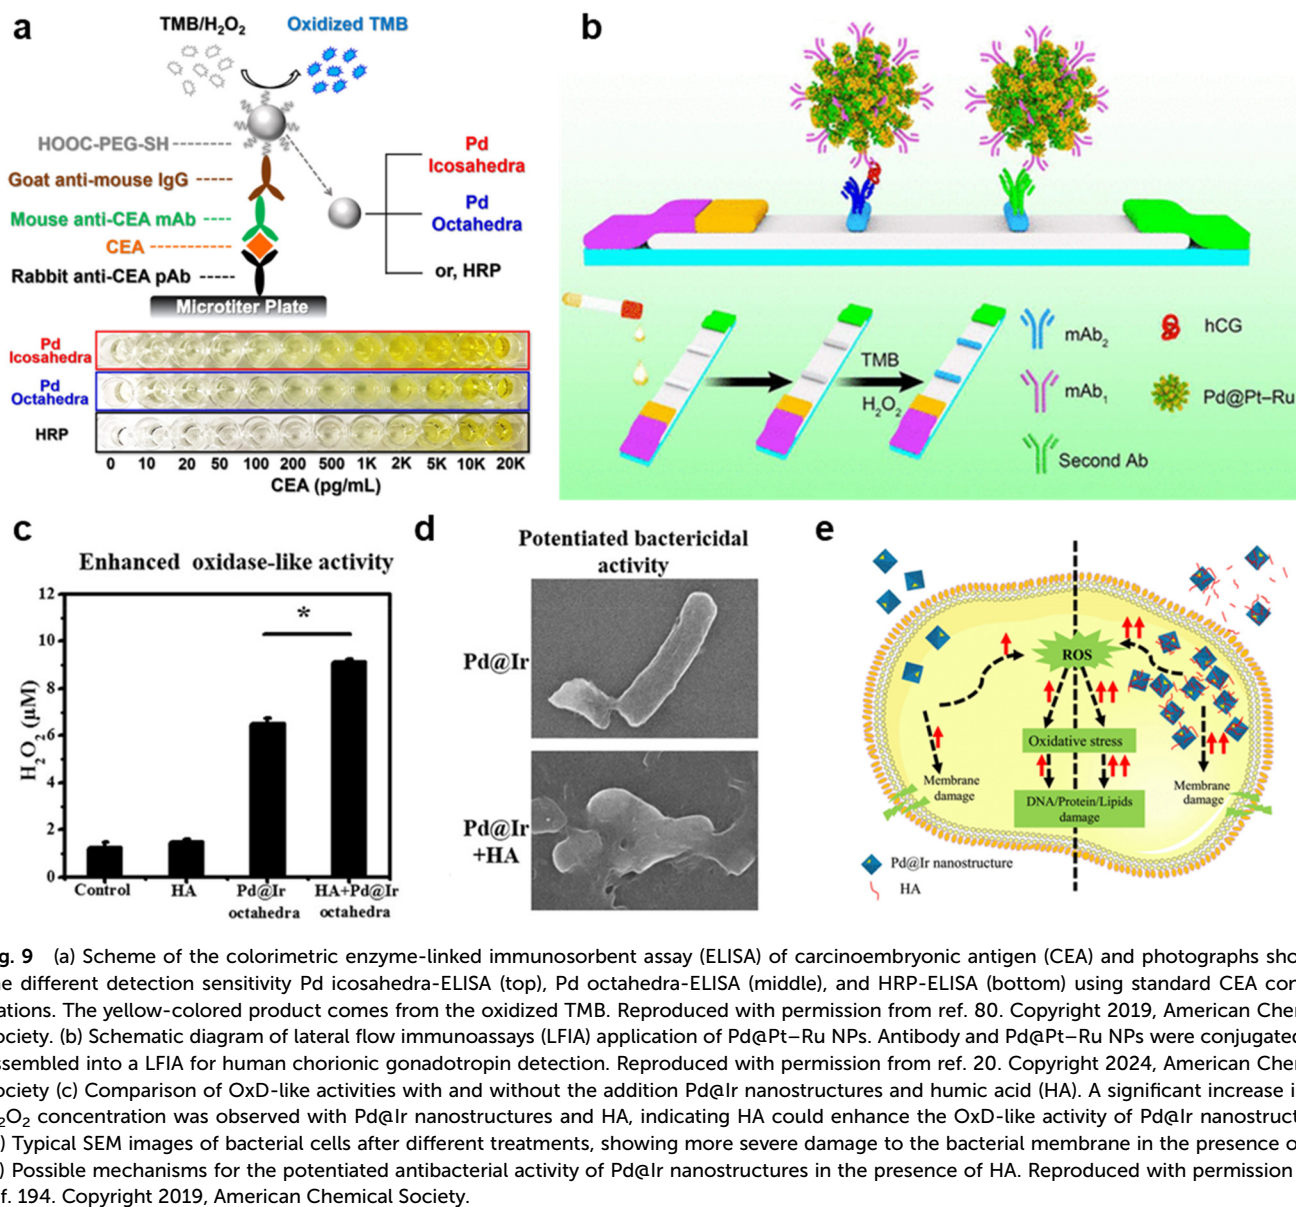 a
TMB/H₂O₂
Oxidized TMB
HOOC-PEG-SH
Goat anti-mouse IgG
Mouse anti-CEA mAb
CEA
Rabbit anti-CEA pAb
Microtiter Plate
Pd
Icosahedra
Pd
Octahedra
or, HRP
Pd
Icosahedra
Pd
Octahedra
HRP
0 10 20 50 100 200 500 1K 2K 5K 10K 20K
CEA (pg/mL)
b
TMB
H₂O₂
mAb₂
hCG
mAb₁
Pd@Pt–Ru
Second Ab
c
Enhanced oxidase-like activity
H₂O₂ (μM)
12
10
8
6
4
2
0
*
Control HA Pd@Ir HA+Pd@Ir
octahedra octahedra
d
Potentiated bactericidal
activity
Pd@Ir
Pd@Ir
+HA
e
ROS
Oxidative stress
Membrane
damage
Membrane
damage
DNA/Protein/Lipids
damage
Pd@Ir nanostructure
HA
g. 9 (a) Scheme of the colorimetric enzyme-linked immunosorbent assay (ELISA) of carcinoembryonic antigen (CEA) and photographs sho
e different detection sensitivity Pd icosahedra-ELISA (top), Pd octahedra-ELISA (middle), and HRP-ELISA (bottom) using standard CEA con
ations. The yellow-colored product comes from the oxidized TMB. Reproduced with permission from ref. 80. Copyright 2019, American Cher
ociety. (b) Schematic diagram of lateral flow immunoassays (LFIA) application of Pd@Pt–Ru NPs. Antibody and Pd@Pt–Ru NPs were conjugated
ssembled into a LFIA for human chorionic gonadotropin detection. Reproduced with permission from ref. 20. Copyright 2024, American Cher
ociety (c) Comparison of OxD-like activities with and without the addition Pd@Ir nanostructures and humic acid (HA). A significant increase i
₂O₂ concentration was observed with Pd@Ir nanostructures and HA, indicating HA could enhance the OxD-like activity of Pd@Ir nanostruct
) Typical SEM images of bacterial cells after different treatments, showing more severe damage to the bacterial membrane in the presence o
) Possible mechanisms for the potentiated antibacterial activity of Pd@Ir nanostructures in the presence of HA. Reproduced with permission
f. 194. Copyright 2019, American Chemical Society.